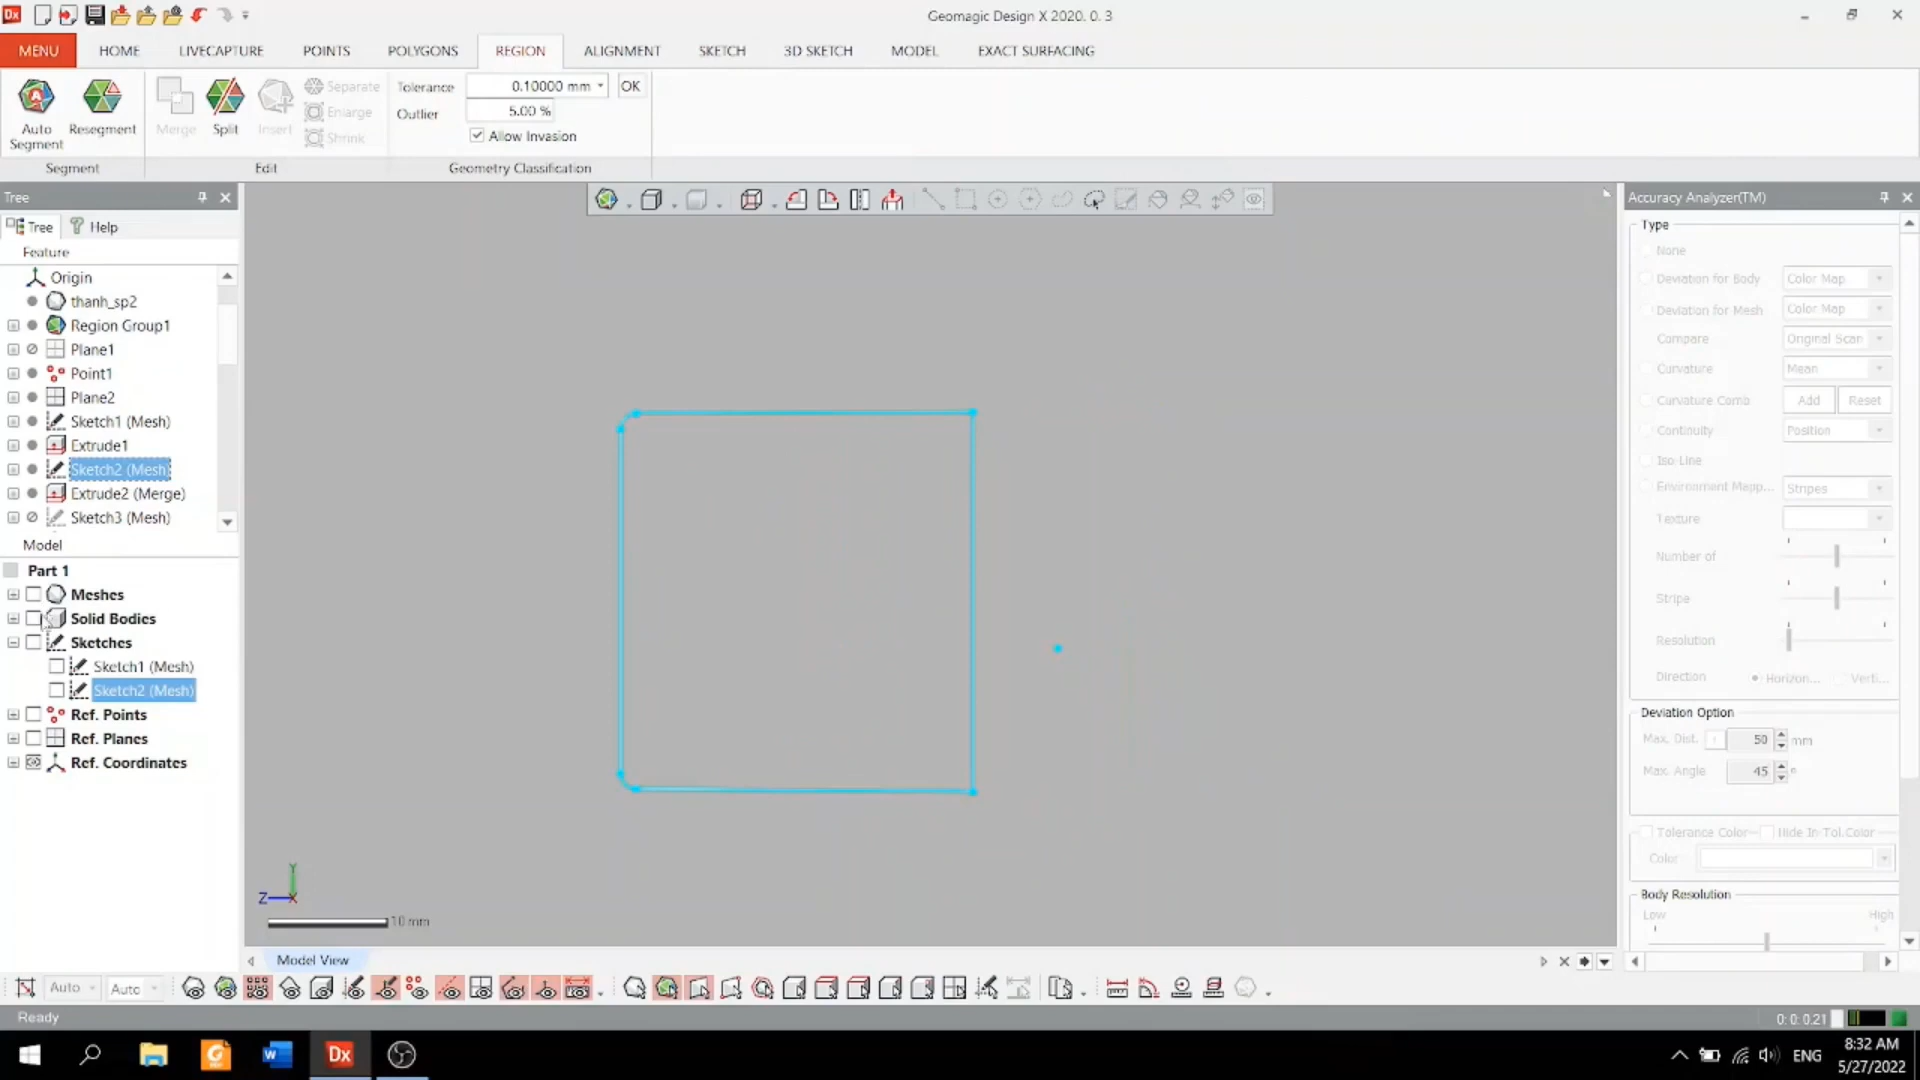 Geomagic Design X 2020. 0. 3
MENU HOME LIVECAPTURE POINTS POLYGONS REGION ALIGNMENT SKETCH 3D SKETCH MODEL EXACT SURFACING
Auto Segment Resegment Merge Split Insert Separate Enlarge Shrink
Tolerance 0.10000 mm OK
Outlier 5.00 %
Allow Invasion
Segment Edit Geometry Classification
Tree
Tree Help
Feature
Origin
thanh_sp2
Region Group1
Plane1
Point1
Plane2
Sketch1 (Mesh)
Extrude1
Sketch2 (Mesh)
Extrude2 (Merge)
Sketch3 (Mesh)
Model
Part 1
Meshes
Solid Bodies
Sketches
Sketch1 (Mesh)
Sketch2 (Mesh)
Ref. Points
Ref. Planes
Ref. Coordinates
Y
Z
10 mm
Model View
Accuracy Analyzer(TM)
Type
None
Deviation for Body Color Map
Deviation for Mesh Color Map
Compare Original Scan
Curvature Mean
Curvature Comb Add Reset
Continuity Position
Iso Line
Environment Mapp... Stripes
Texture
Number of
Stripe
Resolution
Direction Horizon... Verti...
Deviation Option
Max. Dist. 50 mm
Max. Angle 45 °
Tolerance Color Hide In Tol.Color
Color
Body Resolution
Low High
Auto Auto
Ready
0: 0: 0.21
ENG
8:32 AM
5/27/2022